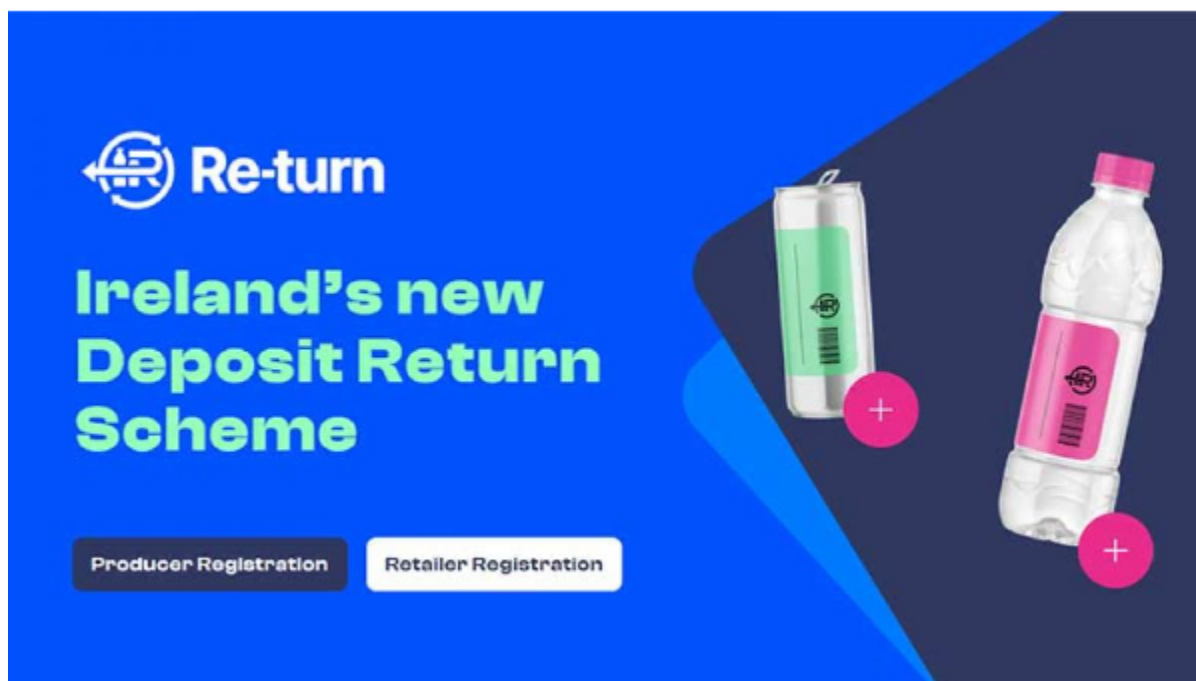 Re-turn
Ireland's new
Deposit Return
Scheme
Producer Registration
Retailer Registration